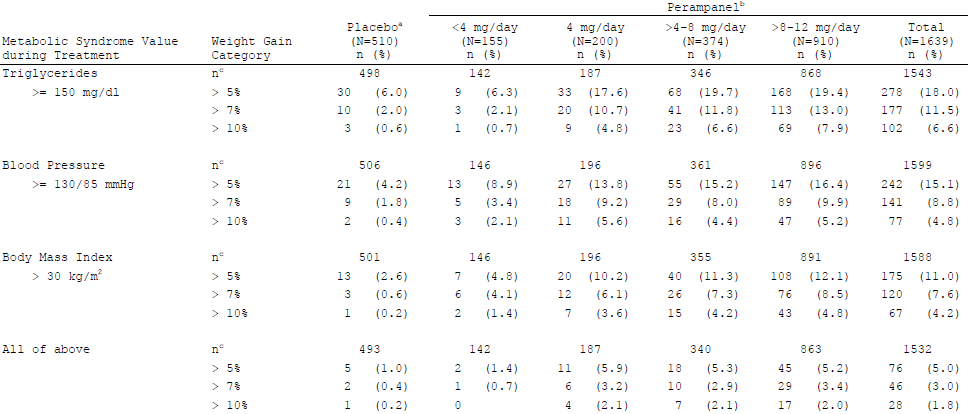 Perampanelᵇ
Placeboᵃ <4 mg/day 4 mg/day >4-8 mg/day >8-12 mg/day Total
Metabolic Syndrome Value Weight Gain (N=510) (N=155) (N=200) (N=374) (N=910) (N=1639)
during Treatment Category n (%) n (%) n (%) n (%) n (%) n (%)
Triglycerides nᶜ 498 142 187 346 868 1543
>= 150 mg/dl > 5% 30 (6.0) 9 (6.3) 33 (17.6) 68 (19.7) 168 (19.4) 278 (18.0)
> 7% 10 (2.0) 3 (2.1) 20 (10.7) 41 (11.8) 113 (13.0) 177 (11.5)
> 10% 3 (0.6) 1 (0.7) 9 (4.8) 23 (6.6) 69 (7.9) 102 (6.6)
Blood Pressure nᶜ 506 146 196 361 896 1599
>= 130/85 mmHg > 5% 21 (4.2) 13 (8.9) 27 (13.8) 55 (15.2) 147 (16.4) 242 (15.1)
> 7% 9 (1.8) 5 (3.4) 18 (9.2) 29 (8.0) 89 (9.9) 141 (8.8)
> 10% 2 (0.4) 3 (2.1) 11 (5.6) 16 (4.4) 47 (5.2) 77 (4.8)
Body Mass Index nᶜ 501 146 196 355 891 1588
> 30 kg/m² > 5% 13 (2.6) 7 (4.8) 20 (10.2) 40 (11.3) 108 (12.1) 175 (11.0)
> 7% 3 (0.6) 6 (4.1) 12 (6.1) 26 (7.3) 76 (8.5) 120 (7.6)
> 10% 1 (0.2) 2 (1.4) 7 (3.6) 15 (4.2) 43 (4.8) 67 (4.2)
All of above nᶜ 493 142 187 340 863 1532
> 5% 5 (1.0) 2 (1.4) 11 (5.9) 18 (5.3) 45 (5.2) 76 (5.0)
> 7% 2 (0.4) 1 (0.7) 6 (3.2) 10 (2.9) 29 (3.4) 46 (3.0)
> 10% 1 (0.2) 0 4 (2.1) 7 (2.1) 17 (2.0) 28 (1.8)